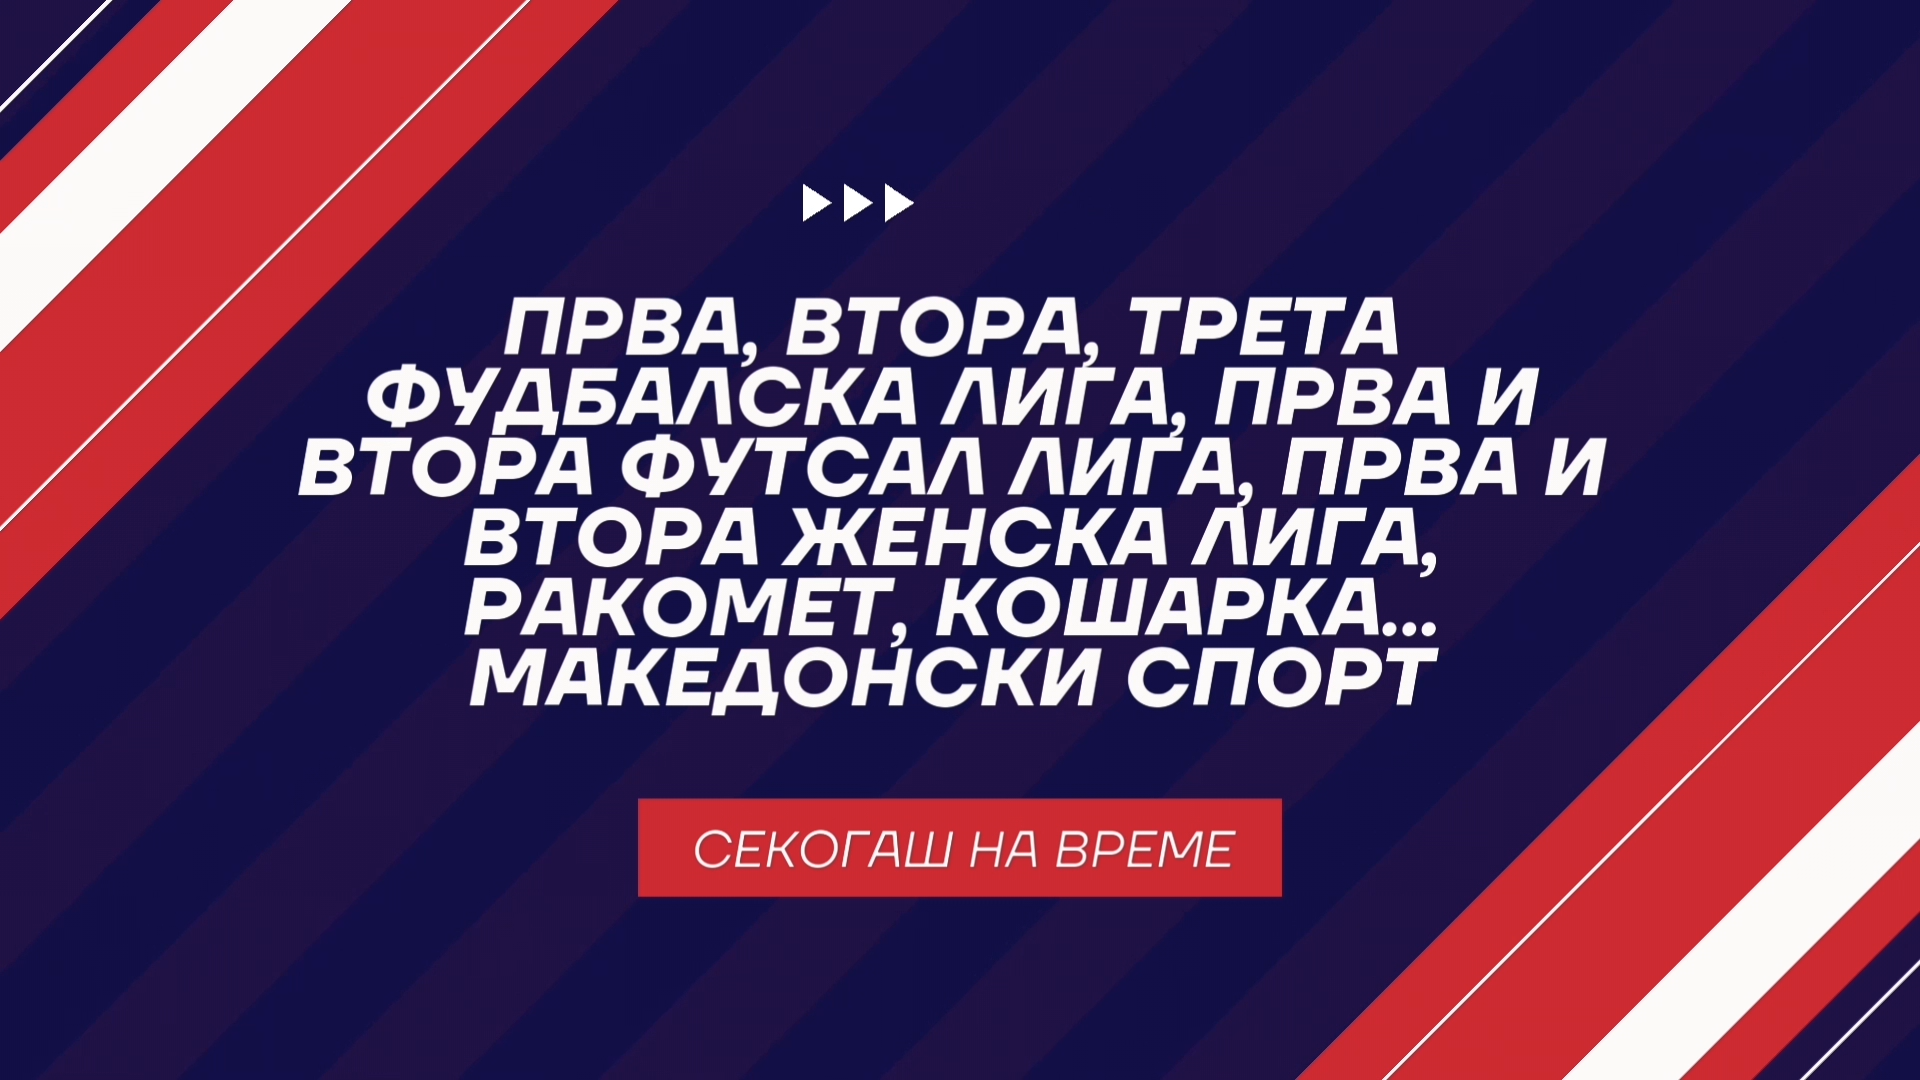 ПРВА, ВТОРА, ТРЕТА
ФУДБАЛСКА ЛИГА, ПРВА И
ВТОРА ФУТСАЛ ЛИГА, ПРВА И
ВТОРА ЖЕНСКА ЛИГА,
РАКОМЕТ, КОШАРКА...
МАКЕДОНСКИ СПОРТ
СЕКОГАШ НА ВРЕМЕ